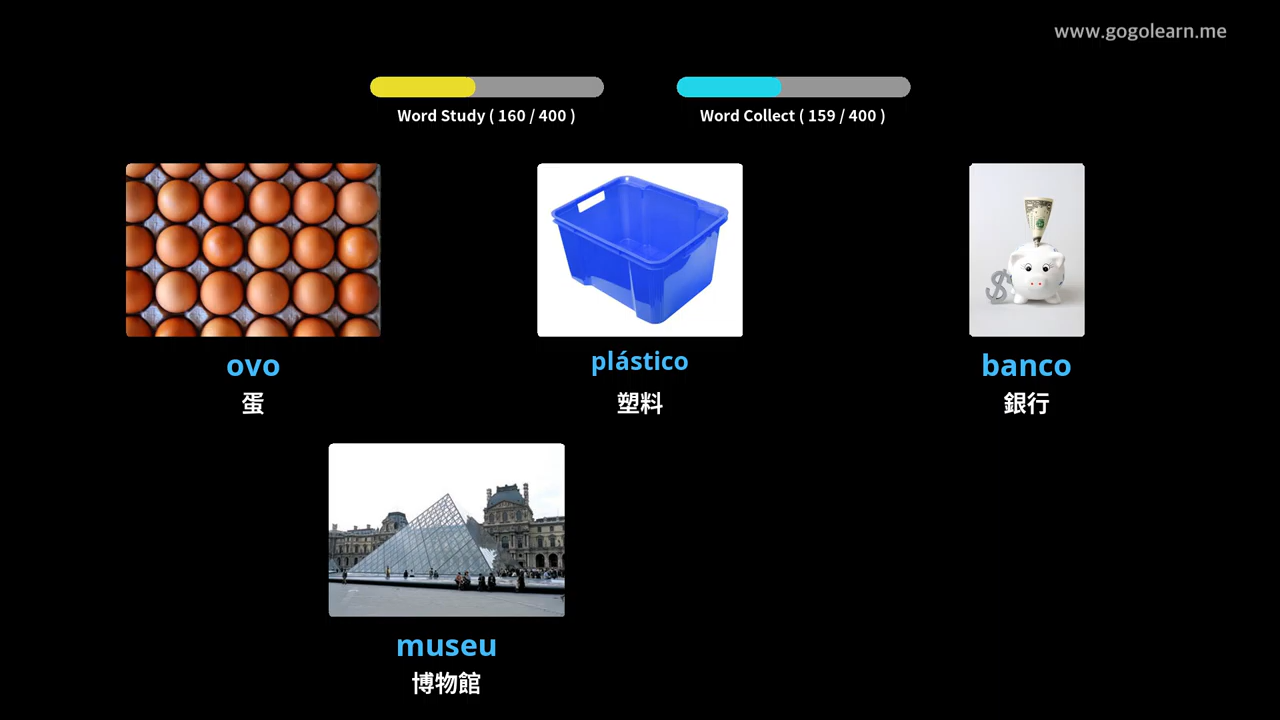 www.gogolearn.me
Word Study ( 160 / 400 )
Word Collect ( 159 / 400 )
ovo
蛋
plástico
塑料
banco
銀行
museu
博物館